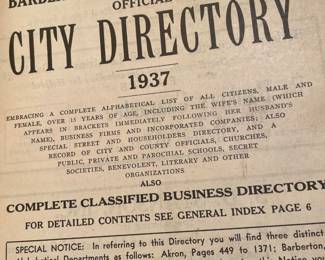 OFFICIAL
CITY DIRECTORY
1937
EMBRACING A COMPLETE ALPHABETICAL LIST OF ALL CITIZENS, MALE AND
FEMALE, OVER 15 YEARS OF AGE, INCLUDING THE WIFE'S NAME (WHICH
APPEARS IN BRACKETS IMMEDIATELY FOLLOWING HER HUSBAND'S
NAME), BUSINESS FIRMS AND INCORPORATED COMPANIES; ALSO
SPECIAL STREET AND HOUSEHOLDERS DIRECTORY, AND A
RECORD OF CITY AND COUNTY OFFICIALS, CHURCHES,
PUBLIC, PRIVATE AND PAROCHIAL SCHOOLS, SECRET
SOCIETIES, BENEVOLENT, LITERARY AND OTHER
ORGANIZATIONS
ALSO
COMPLETE CLASSIFIED BUSINESS DIRECTORY
FOR DETAILED CONTENTS SEE GENERAL INDEX PAGE 6
SPECIAL NOTICE: In referring to this Directory you will find three distinct
Departments as follows: Akron, Pages 449 to 1371; Barberton,